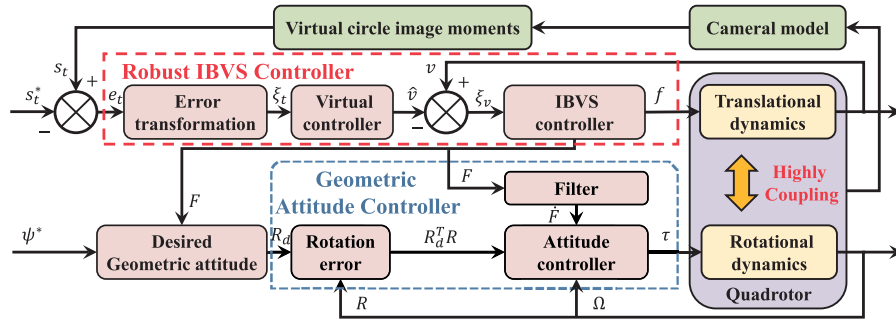 Virtual circle image moments
Cameral model
s_t
+
Robust IBVS Controller
v
+
s_t^*
−
e_t
Error
transformation
ξ_t
Virtual
controller
v̂
−
ξ_v
IBVS
controller
f
Translational
dynamics
F
F
Geometric
Attitude Controller
Filter
Ḟ
Highly
Coupling
ψ^*
Desired
Geometric attitude
R_d
Rotation
error
R_d^T R
Attitude
controller
τ
Rotational
dynamics
R
Ω
Quadrotor